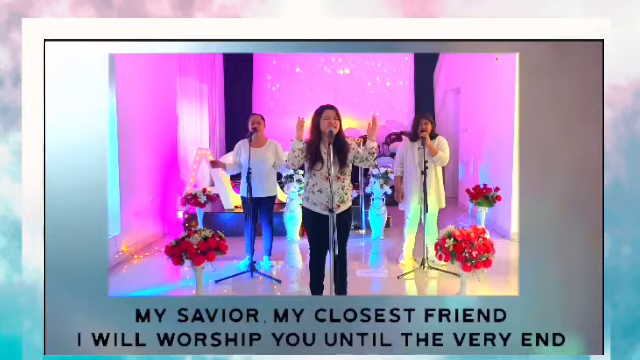 MY SAVIOR, MY CLOSEST FRIEND
I WILL WORSHIP YOU UNTIL THE VERY END